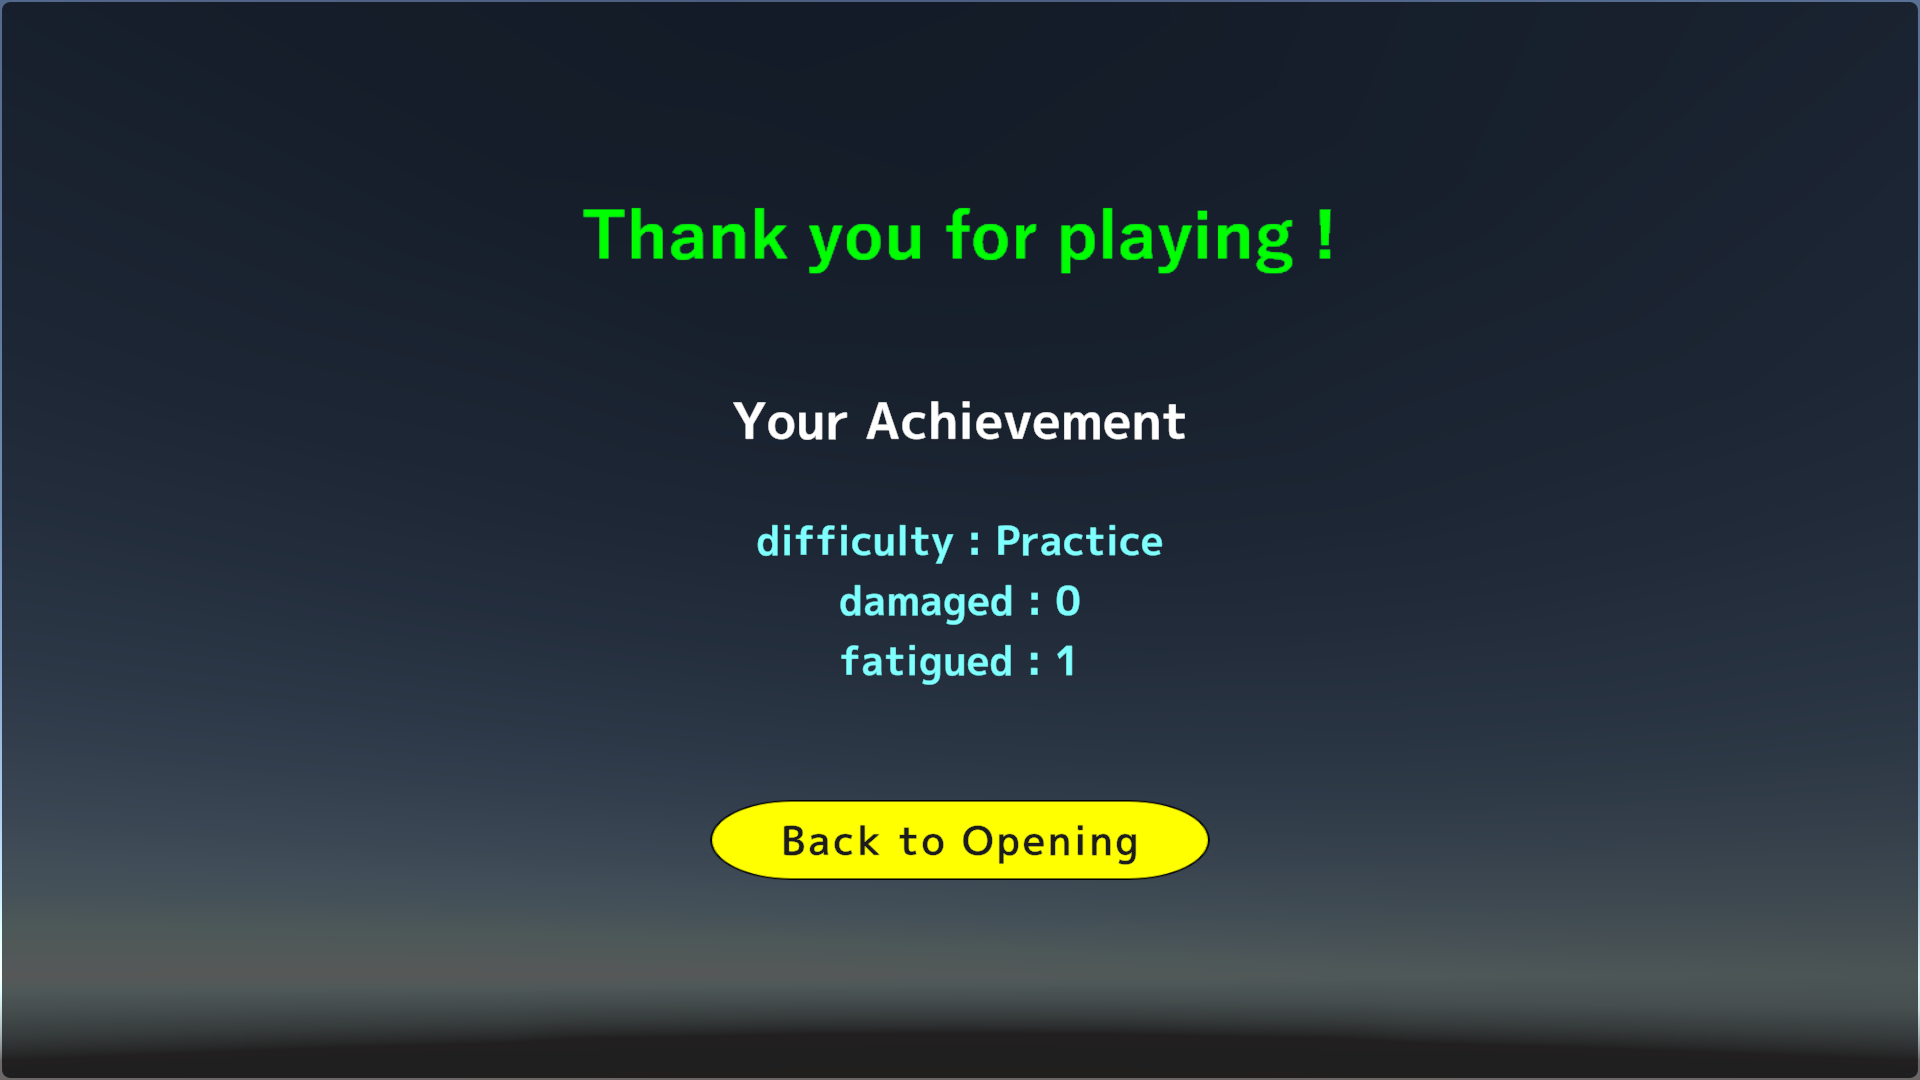 Thank you for playing !
Your Achievement
difficulty : Practice
damaged : 0
fatigued : 1
Back to Opening